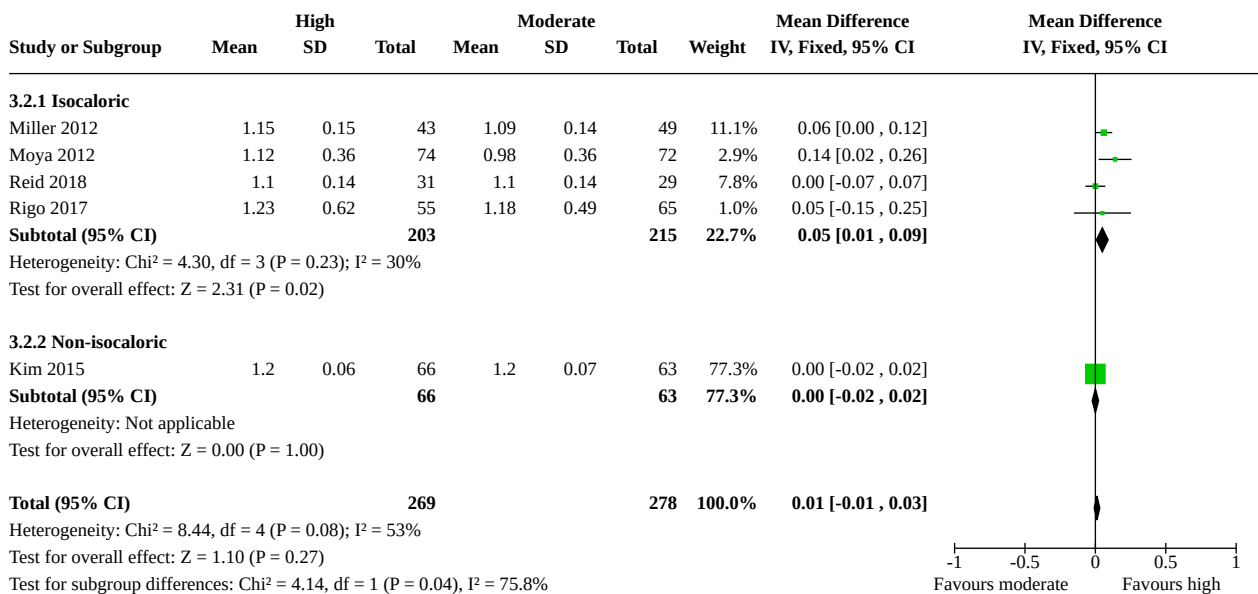 High Moderate Mean Difference Mean Difference
Study or Subgroup Mean SD Total Mean SD Total Weight IV, Fixed, 95% CI IV, Fixed, 95% CI
3.2.1 Isocaloric
Miller 2012 1.15 0.15 43 1.09 0.14 49 11.1% 0.06 [0.00 , 0.12]
Moya 2012 1.12 0.36 74 0.98 0.36 72 2.9% 0.14 [0.02 , 0.26]
Reid 2018 1.1 0.14 31 1.1 0.14 29 7.8% 0.00 [-0.07 , 0.07]
Rigo 2017 1.23 0.62 55 1.18 0.49 65 1.0% 0.05 [-0.15 , 0.25]
Subtotal (95% CI) 203 215 22.7% 0.05 [0.01 , 0.09]
Heterogeneity: Chi² = 4.30, df = 3 (P = 0.23); I² = 30%
Test for overall effect: Z = 2.31 (P = 0.02)
3.2.2 Non-isocaloric
Kim 2015 1.2 0.06 66 1.2 0.07 63 77.3% 0.00 [-0.02 , 0.02]
Subtotal (95% CI) 66 63 77.3% 0.00 [-0.02 , 0.02]
Heterogeneity: Not applicable
Test for overall effect: Z = 0.00 (P = 1.00)
Total (95% CI) 269 278 100.0% 0.01 [-0.01 , 0.03]
Heterogeneity: Chi² = 8.44, df = 4 (P = 0.08); I² = 53%
Test for overall effect: Z = 1.10 (P = 0.27)
-1 -0.5 0 0.5 1
Test for subgroup differences: Chi² = 4.14, df = 1 (P = 0.04), I² = 75.8% Favours moderate Favours high